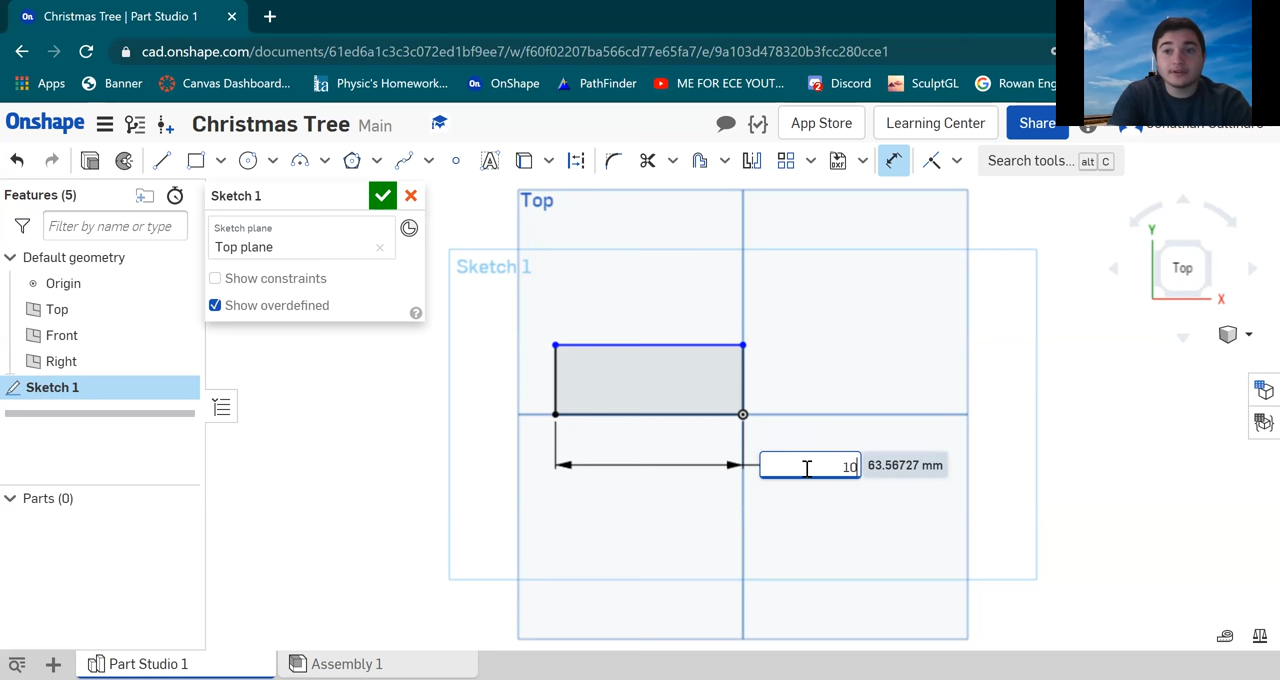 On Christmas Tree | Part Studio 1
cad.onshape.com/documents/61ed6a1c3c3c072ed1bf9ee7/w/f60f02207ba566cd77e65fa7/e/9a103d478320b3fcc280cce1
Apps Banner Canvas Dashboard... Physic's Homework... On OnShape PathFinder ME FOR ECE YOUT... 2 Discord SculptGL Rowan Eng
Onshape Christmas Tree Main App Store Learning Center Share
Search tools... alt C
Features (5)
Filter by name or type
Default geometry
Origin
Top
Front
Right
Sketch 1
Parts (0)
Sketch 1
Sketch plane
Top plane
Show constraints
Show overdefined
Top
Sketch 1
10 63.56727 mm
Y
Top
X
Part Studio 1 Assembly 1